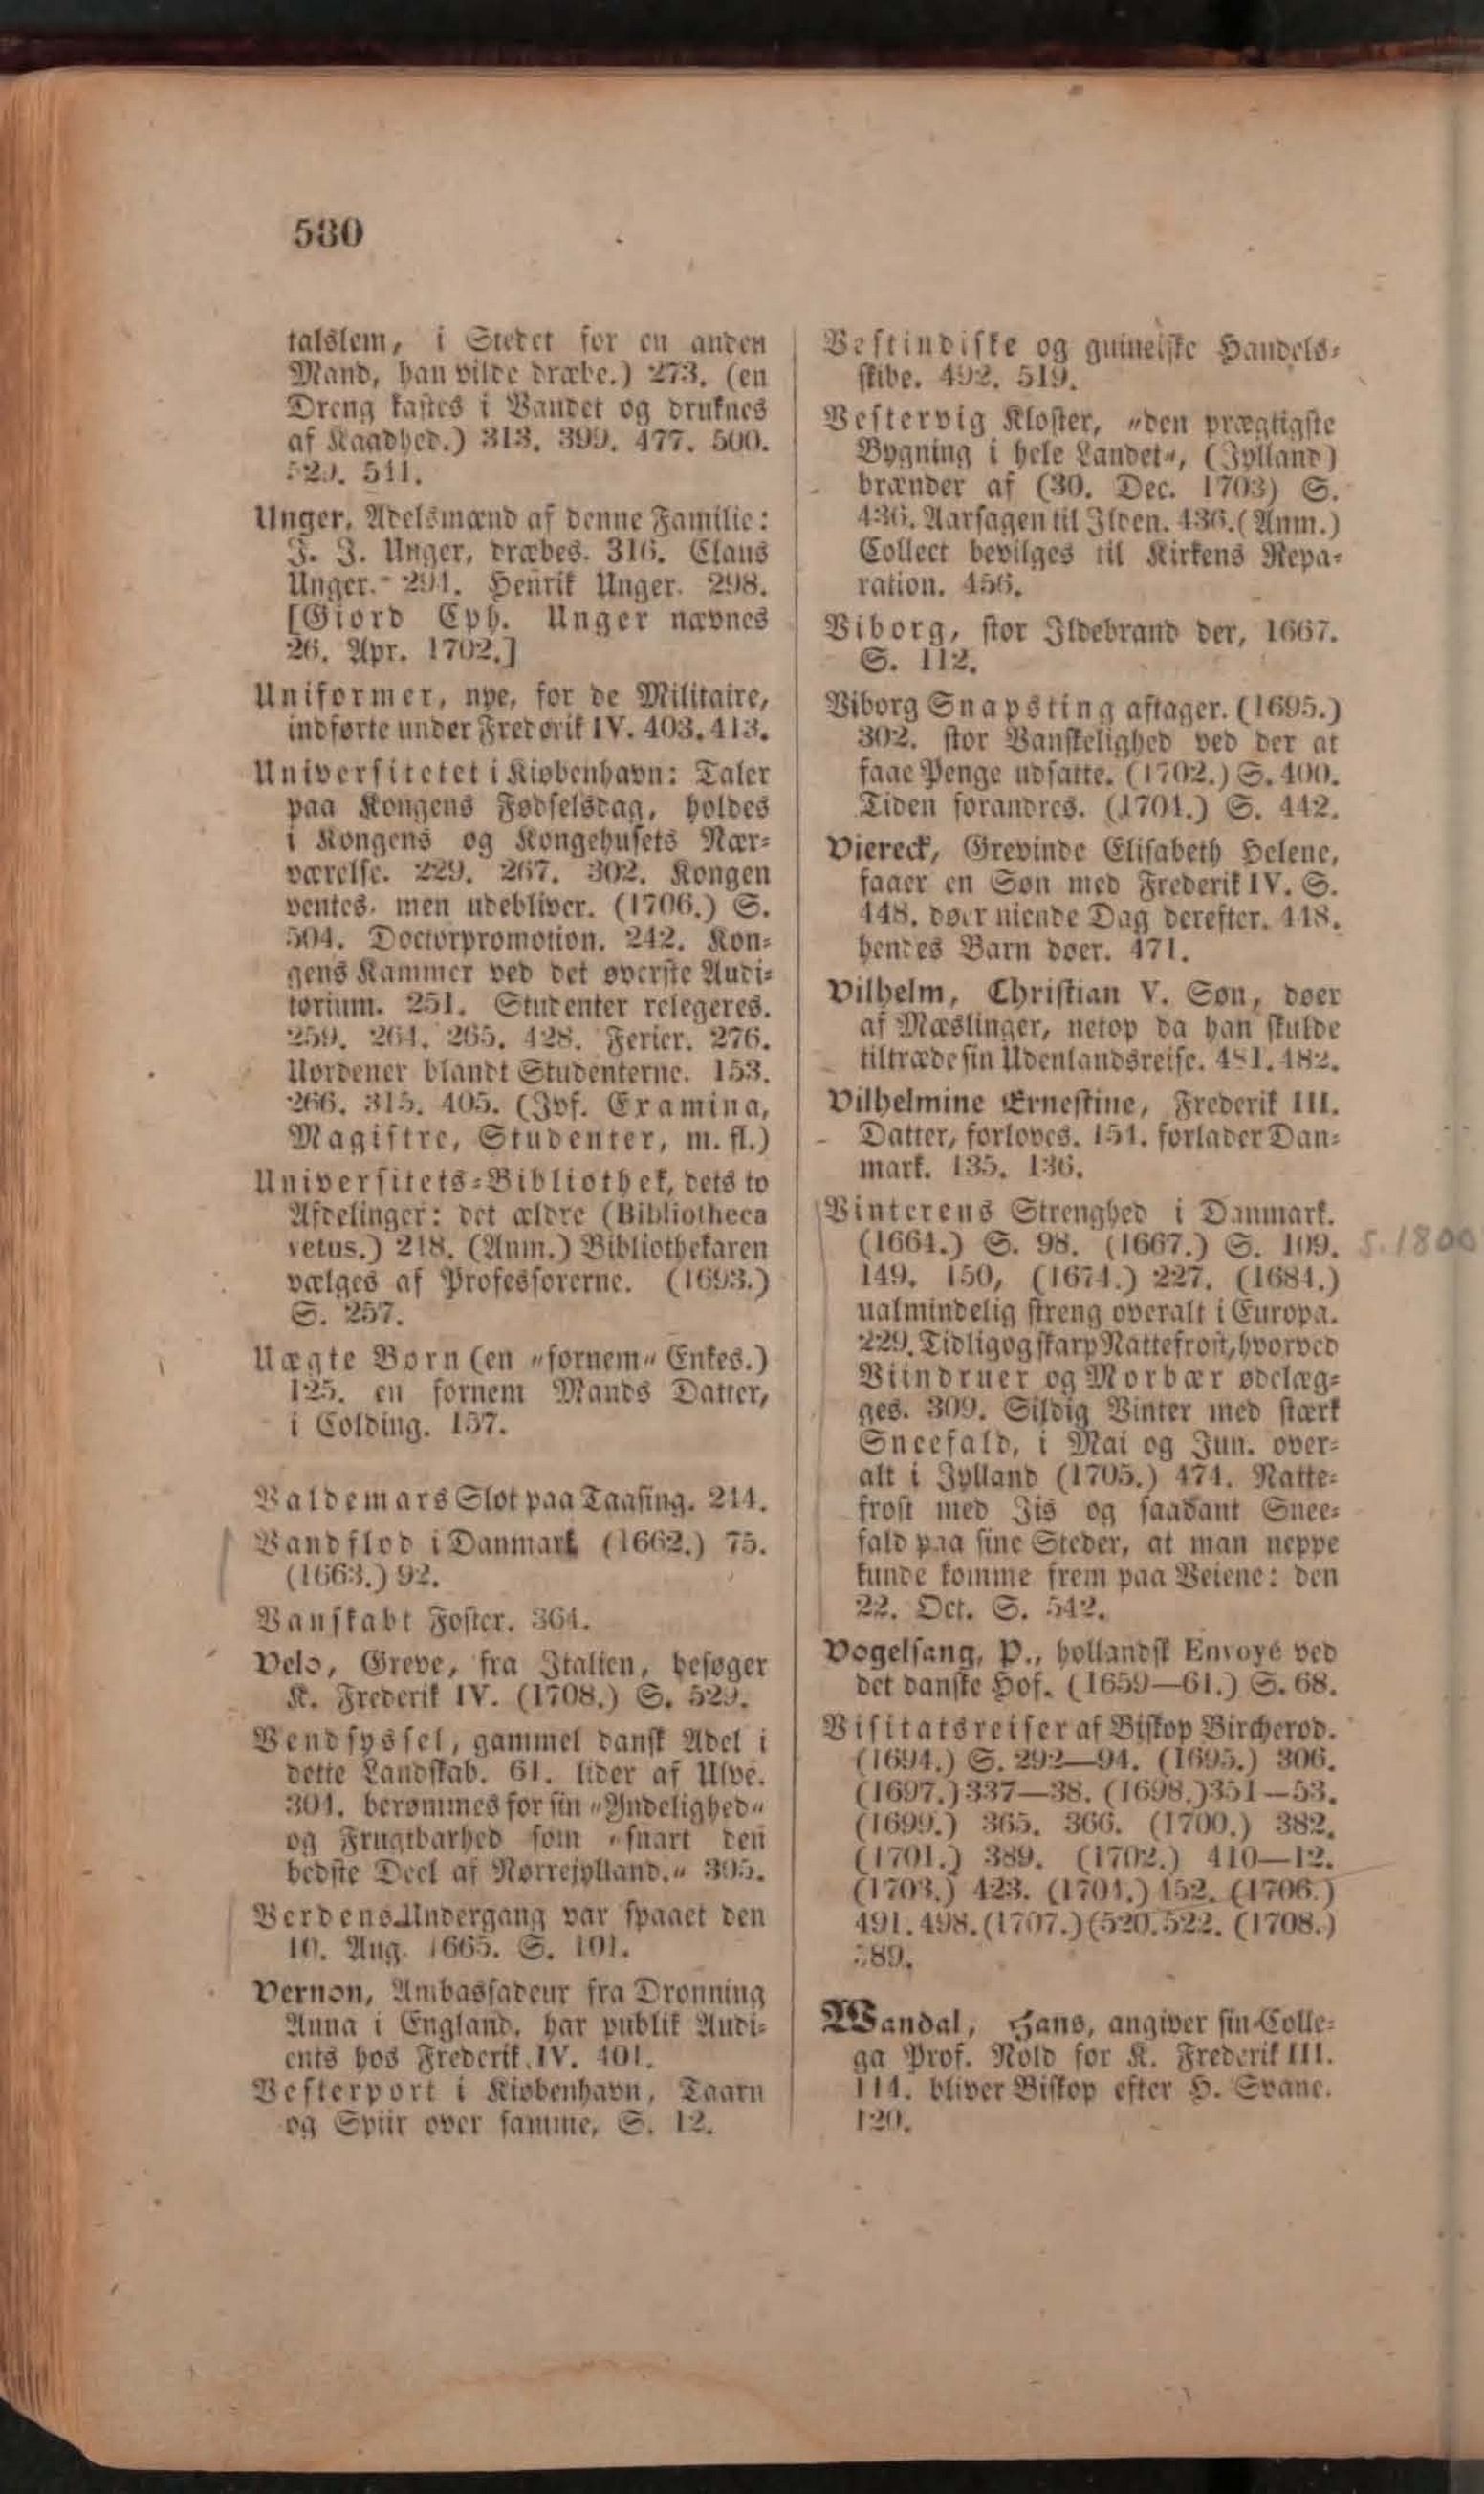 580
talslem, i Stedet for en anden
Mand, han vilde dræbe.) 273. (en
Dreng kastes i Vandet og druknes
af Kaadhed.) 313. 399. 477. 500.
511.
Unger, Adelsmænd af denne Familie:
J. J. Unger, dræbes. 316. Claus
Unger. 291. Henrik Unger. 298.
[Giord Eph. Unger nævnes
26. Apr. 1702.]
Uniformer, nye, for de Militaire,
indførte under Frederik IV. 403. 413.
Universitetet i Kiøbenhavn: Taler
paa Kongens Fødselsdag, holdes
i Kongens og Kongehusets Nær-
værelse. 229. 267. 302. Kongen
ventes, men udebliver. (1706.) S.
504. Doctorpromotion. 242. Kon-
gens Kammer ved det øverste Audi-
torium. 251. Studenter relegeres.
259. 264. 265. 428. Ferier. 276.
Uordener blandt Studenterne. 153.
266. 315. 405. (Jvf. Examina,
Magistre, Studenter, m. fl.)
Universitets-Bibliothek, dets to
Afdelinger: det ældre (Bibliotheca
vetus.) 218. (Anm.) Bibliothekaren
vælges af Professorerne. (1693.)
S. 257.
Uægte Børn (en „fornem“ Enkes.)
125. en fornem Mands Datter,
i Colding. 157.
Valdemars Slot paa Taasing. 214.
Vandflod i Danmark (1662.) 75.
(1663.) 92.
Vanskabt Foster. 364.
Velo, Greve, fra Italien, besøger
K. Frederik IV. (1708.) S. 529.
Vendsyssel, gammel dansk Adel i
dette Landskab. 61. lider af Ulve.
301. berømmes for sin „Yndelighed“
og Frugtbarhed som „snart den
bedste Deel af Nørrejylland.“ 395.
Verdens Undergang var spaaet den
10. Aug. 1665. S. 101.
Vernon, Ambassadeur fra Dronning
Anna i England, har publik Audi-
ents hos Frederik IV. 401.
Vesterport i Kiøbenhavn, Taarn
og Spiir over samme, S. 12.
Vestindiske og guineiske Handels-
skibe. 492. 519.
Vestervig Kloster, „den prægtigste
Bygning i hele Landet“, (Jylland)
brænder af (30. Dec. 1703) S.
436. Aarsagen til Ilden. 436. (Anm.)
Collect bevilges til Kirkens Repa-
ration. 456.
Viborg, stor Ildebrand der, 1667.
S. 112.
Viborg Snapsting aftager. (1695.)
302. stor Vanskelighed ved der at
faae Penge udsatte. (1702.) S. 400.
Tiden forandres. (1704.) S. 442.
Viereck, Grevinde Elisabeth Helene,
faaer en Søn med Frederik IV. S.
448. døer niende Dag derefter. 448.
hendes Barn døer. 471.
Vilhelm, Christian V. Søn, døer
af Mæslinger, netop da han skulde
tiltræde sin Udenlandsreise. 481. 482.
Vilhelmine Ernestine, Frederik III.
Datter, forloves. 131. forlader Dan-
mark. 135. 136.
Vinterens Strenghed i Danmark.
(1664.) S. 98. (1667.) S. 109.
149. 150, (1674.) 227. (1684.)
ualmindelig streng overalt i Europa.
229. Tidlig og skarp Nattefrost, hvorved
Viindruer og Morbær ødelæg-
ges. 309. Sildig Vinter med stærk
Sneefald, i Mai og Jun. over-
alt i Jylland (1705.) 474. Natte-
frost med Iis og saadant Snee-
fald paa sine Steder, at man neppe
kunde komme frem paa Veiene: den
22. Oct. S. 542.
Vogelsang, P., hollandsk Envoyé ved
det danske Hof. (1659—61.) S. 68.
Visitatsreiser af Biskop Bircherod.
(1694.) S. 292—94. (1695.) 306.
(1697.) 337—38. (1698.) 351—53.
(1699.) 365. 366. (1700.) 382.
(1701.) 389. (1702.) 410—12.
(1703.) 423. (1704.) 452. (1706.)
491. 498. (1707.) (520. 522. (1708.)
Wandal, Hans, angiver sin Colle-
ga Prof. Nold for K. Frederik III.
114. bliver Biskop efter H. Svane.
120.
S. 1800